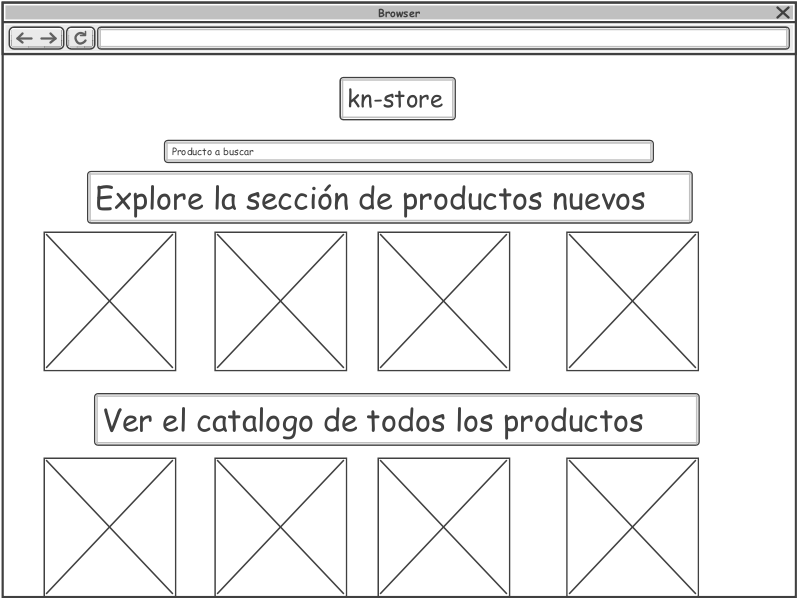 Browser
kn-store
Producto a buscar
Explore la sección de productos nuevos
Ver el catalogo de todos los productos